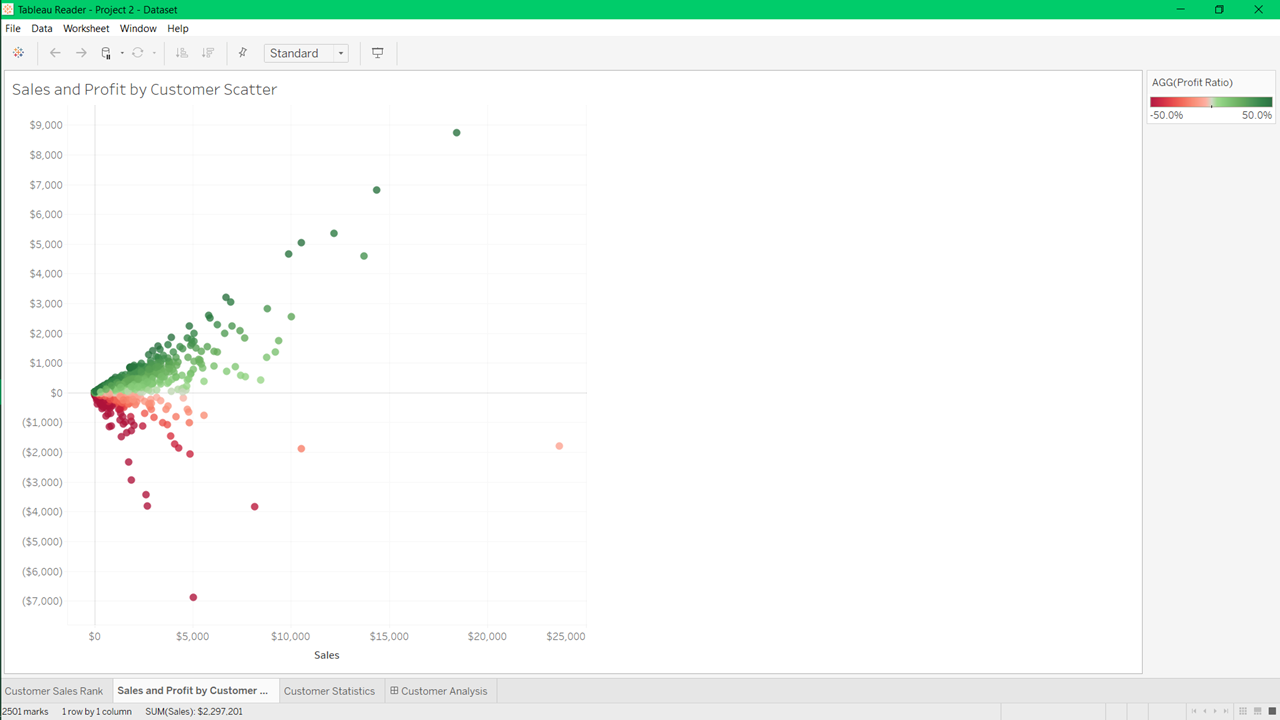 Tableau Reader - Project 2 - Dataset
File Data Worksheet Window Help
Standard
Sales and Profit by Customer Scatter
AGG(Profit Ratio)
-50.0% 50.0%
$9,000
$8,000
$7,000
$6,000
$5,000
$4,000
$3,000
$2,000
$1,000
$0
($1,000)
($2,000)
($3,000)
($4,000)
($5,000)
($6,000)
($7,000)
$0 $5,000 $10,000 $15,000 $20,000 $25,000
Sales
Customer Sales Rank Sales and Profit by Customer ... Customer Statistics Customer Analysis
2501 marks 1 row by 1 column SUM(Sales): $2,297,201